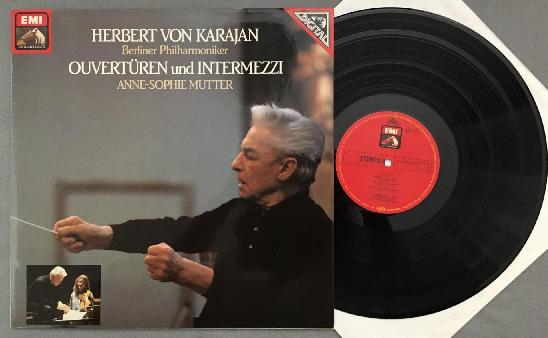 EMI
HERBERT VON KARAJAN
Berliner Philharmoniker
OUVERTÜREN und INTERMEZZI
ANNE-SOPHIE MUTTER
DIGITAL
EMI
STEREO